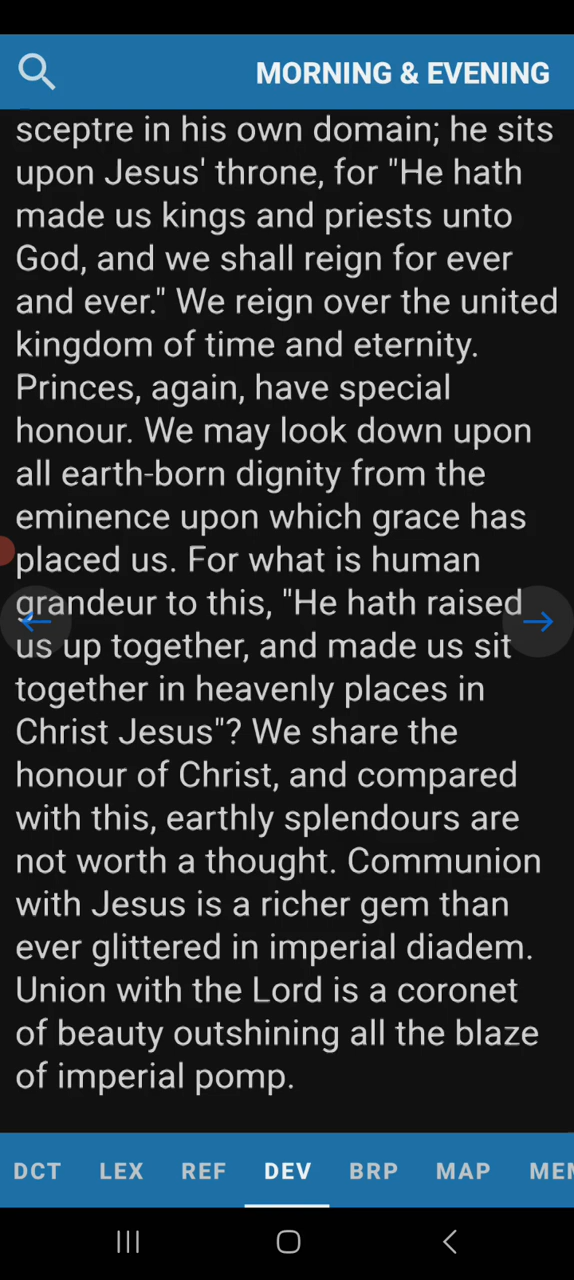 MORNING & EVENING
sceptre in his own domain; he sits
upon Jesus' throne, for "He hath
made us kings and priests unto
God, and we shall reign for ever
and ever." We reign over the united
kingdom of time and eternity.
Princes, again, have special
honour. We may look down upon
all earth-born dignity from the
eminence upon which grace has
placed us. For what is human
grandeur to this, "He hath raised
us up together, and made us sit
together in heavenly places in
Christ Jesus"? We share the
honour of Christ, and compared
with this, earthly splendours are
not worth a thought. Communion
with Jesus is a richer gem than
ever glittered in imperial diadem.
Union with the Lord is a coronet
of beauty outshining all the blaze
of imperial pomp.
DCT LEX REF DEV BRP MAP MEM